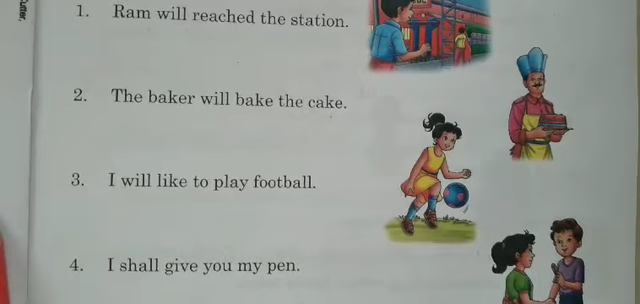 1. Ram will reached the station.
2. The baker will bake the cake.
3. I will like to play football.
4. I shall give you my pen.